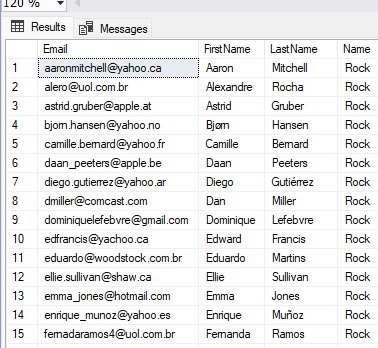 120 %
Results Messages
Email FirstName LastName Name
1 aaronmitchell@yahoo.ca Aaron Mitchell Rock
2 alero@uol.com.br Alexandre Rocha Rock
3 astrid.gruber@apple.at Astrid Gruber Rock
4 bjorn.hansen@yahoo.no Bjørn Hansen Rock
5 camille.bernard@yahoo.fr Camille Bernard Rock
6 daan_peeters@apple.be Daan Peeters Rock
7 diego.gutierrez@yahoo.ar Diego Gutiérrez Rock
8 dmiller@comcast.com Dan Miller Rock
9 dominiquelefebvre@gmail.com Dominique Lefebvre Rock
10 edfrancis@yachoo.ca Edward Francis Rock
11 eduardo@woodstock.com.br Eduardo Martins Rock
12 ellie.sullivan@shaw.ca Ellie Sullivan Rock
13 emma_jones@hotmail.com Emma Jones Rock
14 enrique_munoz@yahoo.es Enrique Muñoz Rock
15 fernadaramos4@uol.com.br Fernanda Ramos Rock